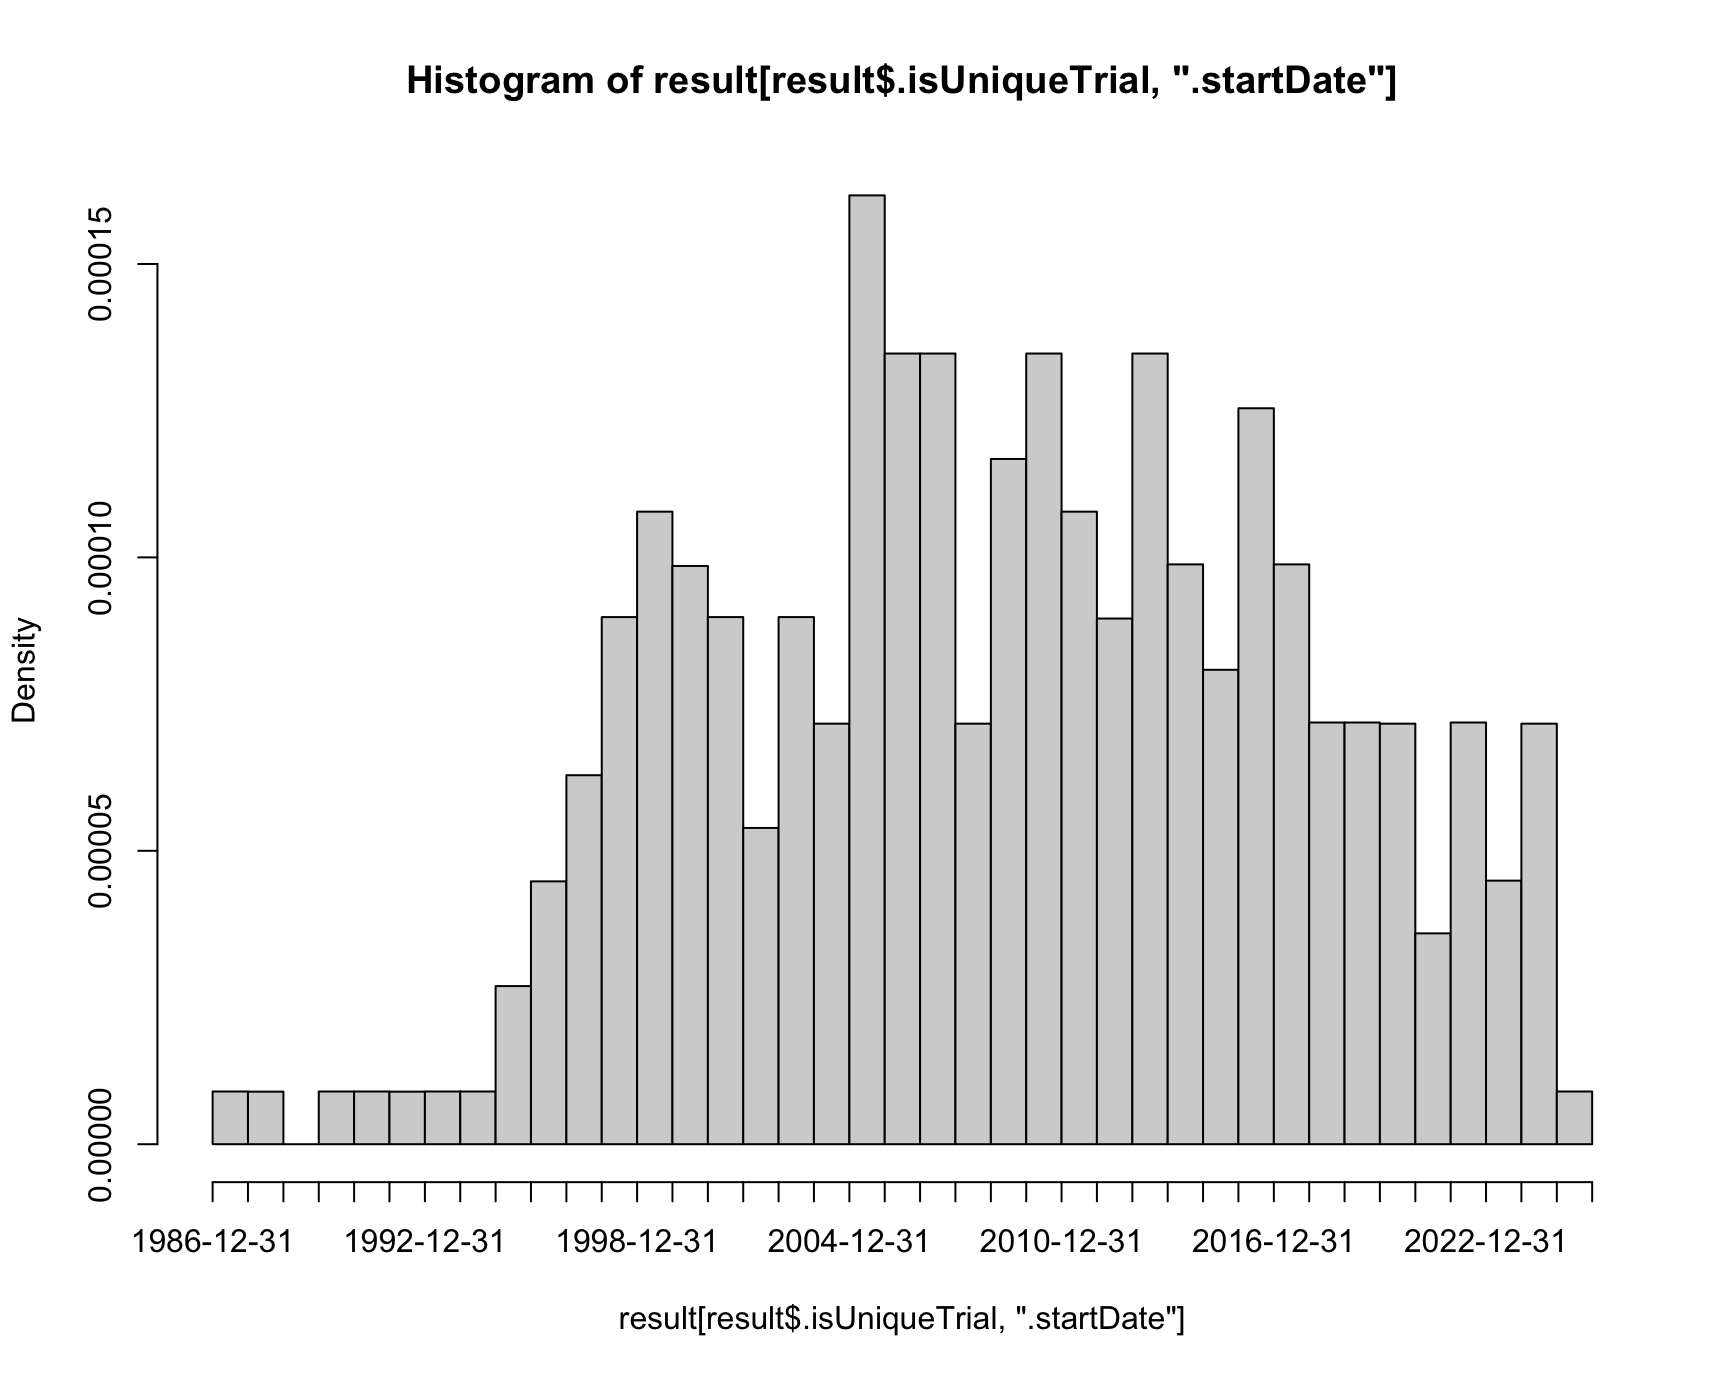 Histogram of result[result$.isUniqueTrial, ".startDate"]
Density
0.00015
0.00010
0.00005
0.00000
1986-12-31 1992-12-31 1998-12-31 2004-12-31 2010-12-31 2016-12-31 2022-12-31
result[result$.isUniqueTrial, ".startDate"]